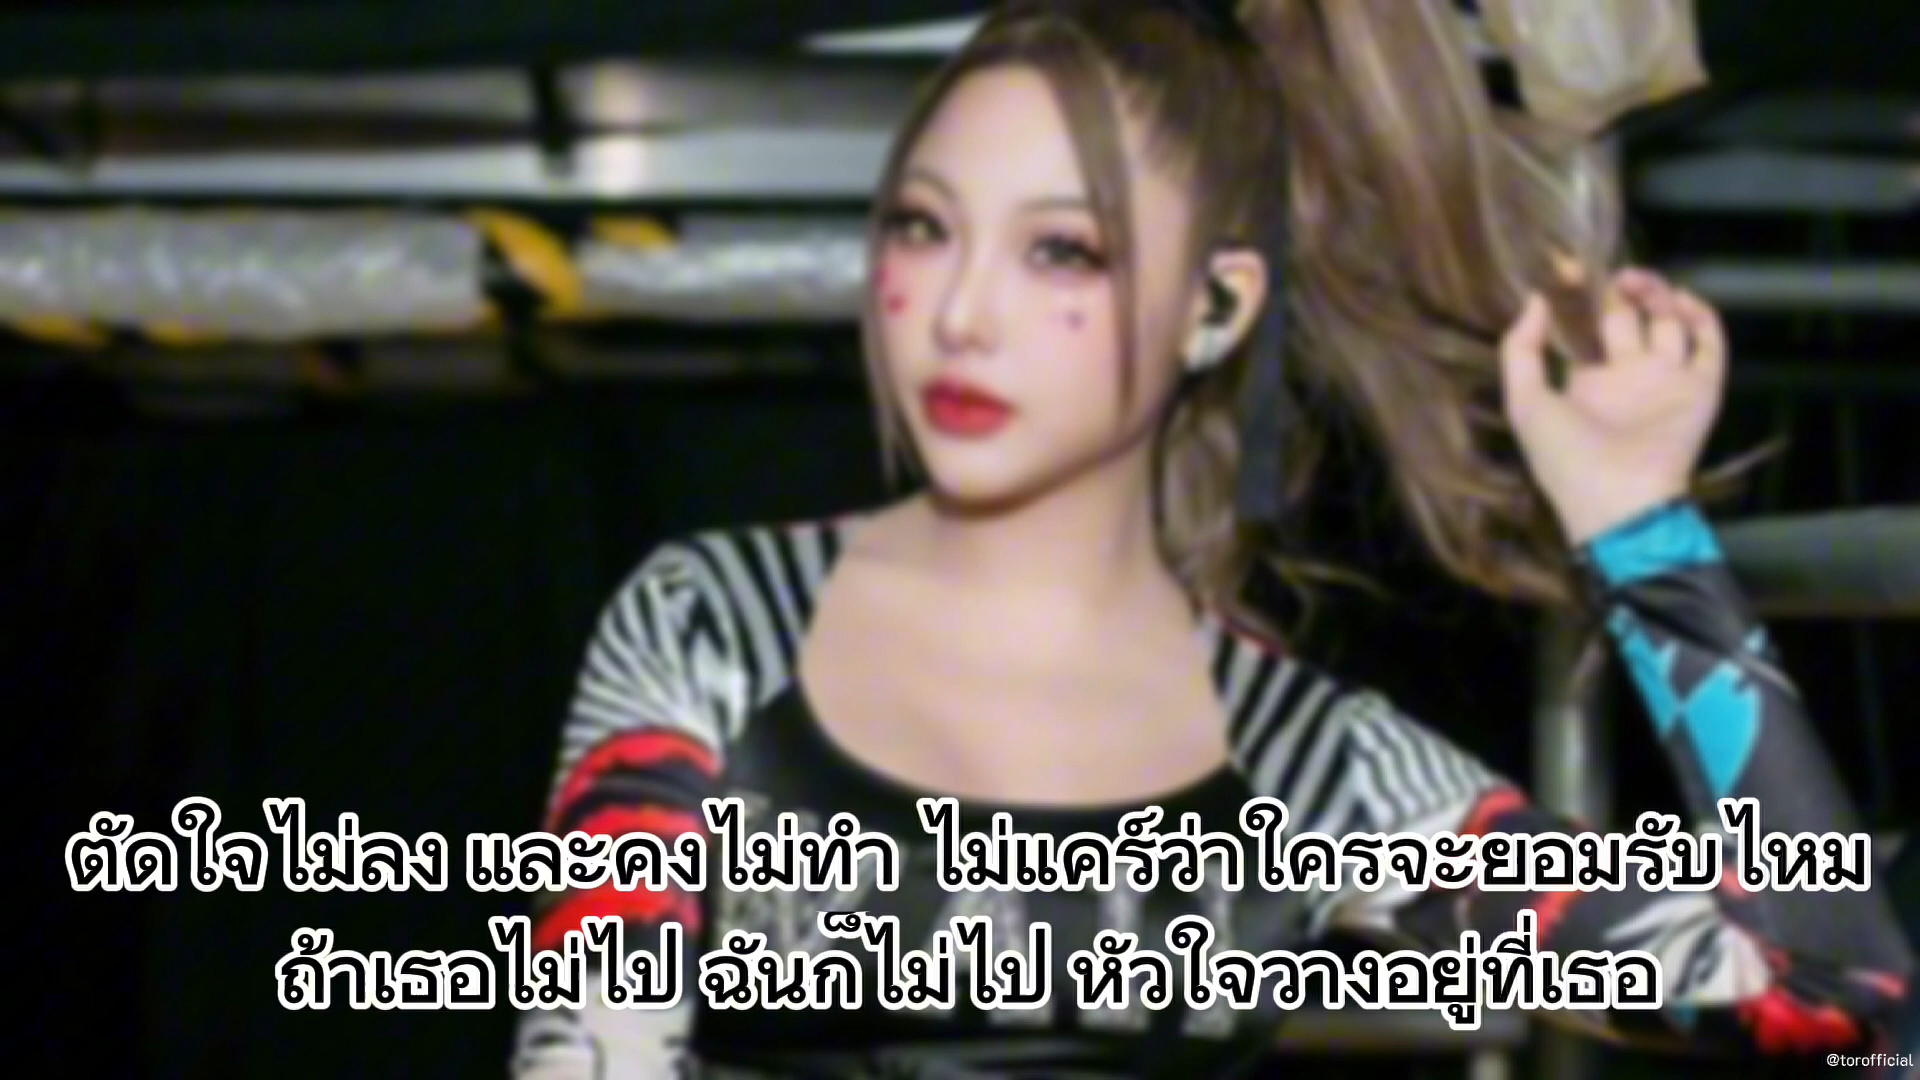 ตัดใจไม่ลง และคงไม่ทำ ไม่แคร์ว่าใครจะยอมรับไหม
ถ้าเธอไม่ไป ฉันก็ไม่ไป หัวใจวางอยู่ที่เธอ
@torofficial